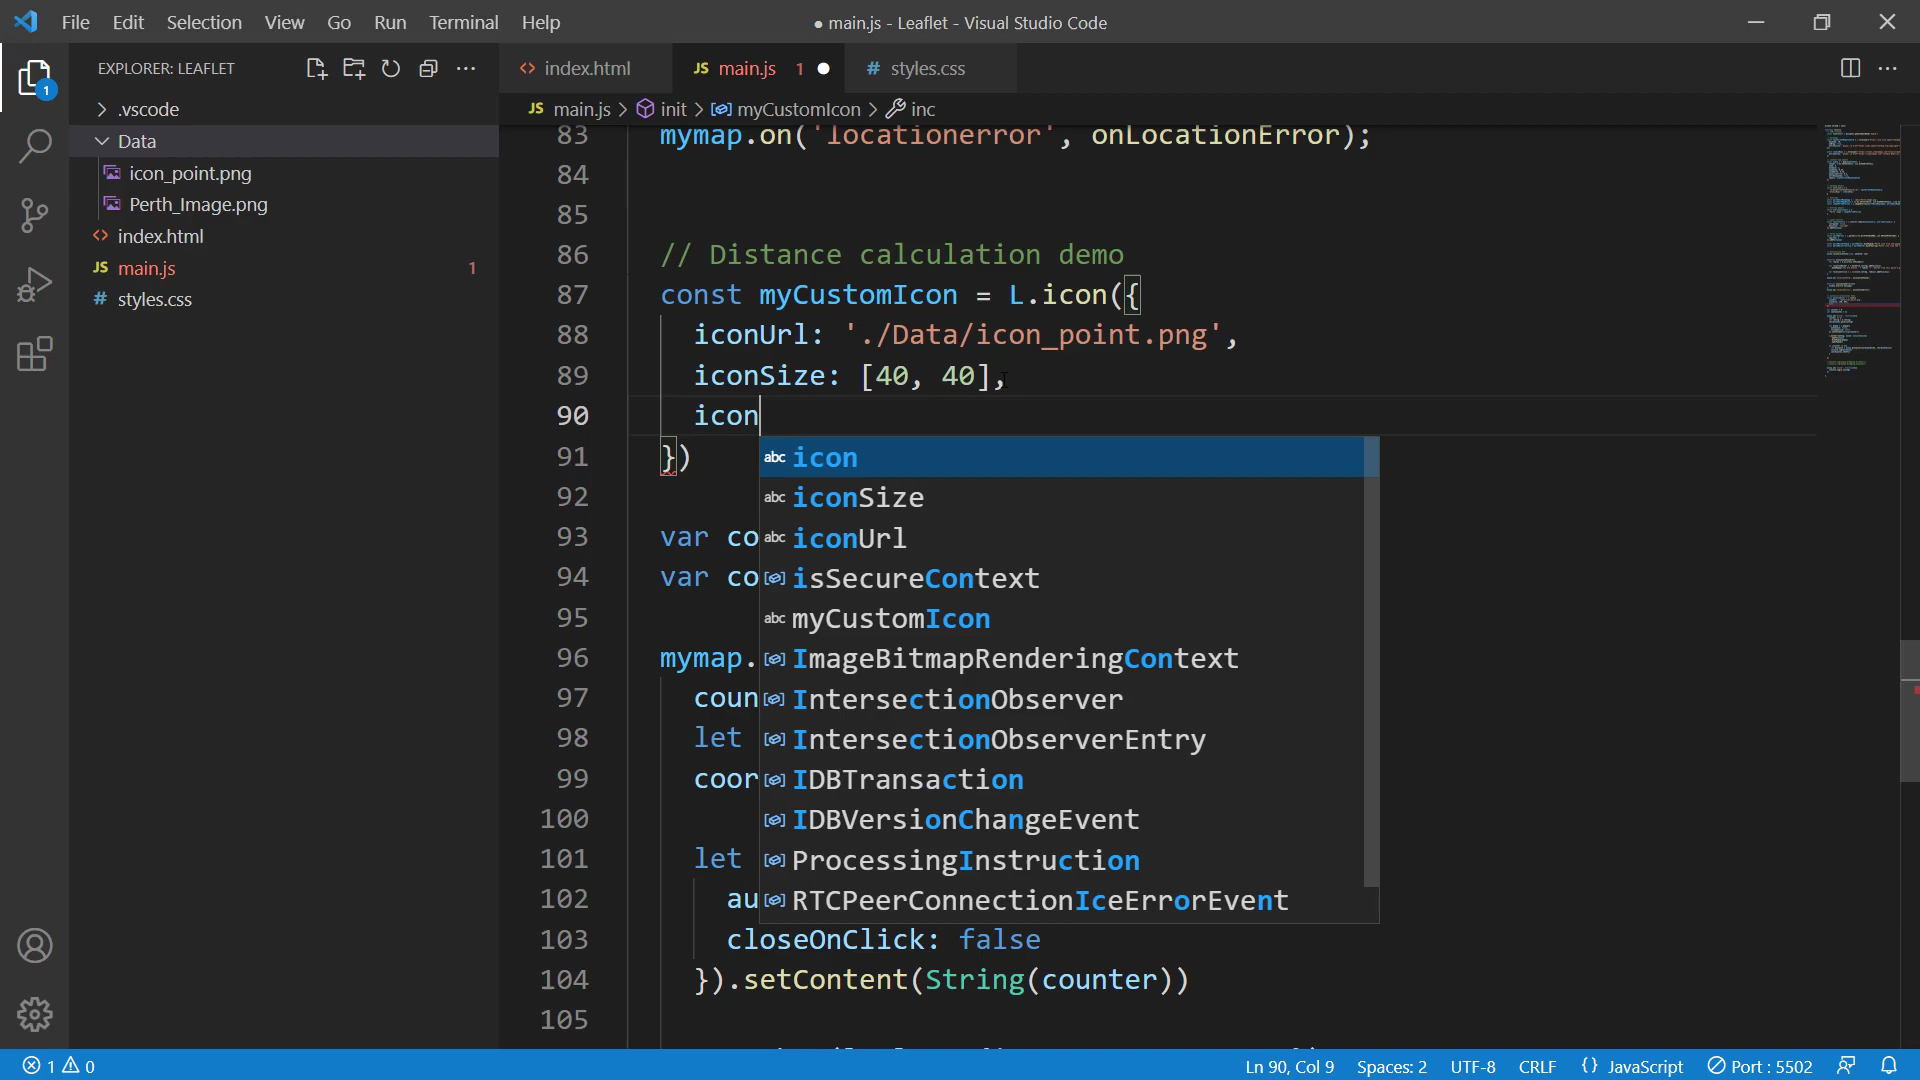 File Edit Selection View Go Run Terminal Help
● main.js - Leaflet - Visual Studio Code
EXPLORER: LEAFLET
.vscode
Data
icon_point.png
Perth_Image.png
index.html
JS main.js 1
# styles.css
1
<> index.html JS main.js 1 # styles.css
JS main.js > init > myCustomIcon > inc
83 mymap.on('locationerror', onLocationError);
84
85
86 // Distance calculation demo
87 const myCustomIcon = L.icon({
88 iconUrl: './Data/icon_point.png',
89 iconSize: [40, 40],
90 icon
91 })
92
93 var co
94 var co
95
96 mymap.
97 coun
98 let
99 coor
100
101 let
102 au
103 closeOnClick: false
104 }).setContent(String(counter))
105
abc icon
abc iconSize
abc iconUrl
isSecureContext
abc myCustomIcon
ImageBitmapRenderingContext
IntersectionObserver
IntersectionObserverEntry
IDBTransaction
IDBVersionChangeEvent
ProcessingInstruction
RTCPeerConnectionIceErrorEvent
1 0
Ln 90, Col 9 Spaces: 2 UTF-8 CRLF {} JavaScript Port : 5502